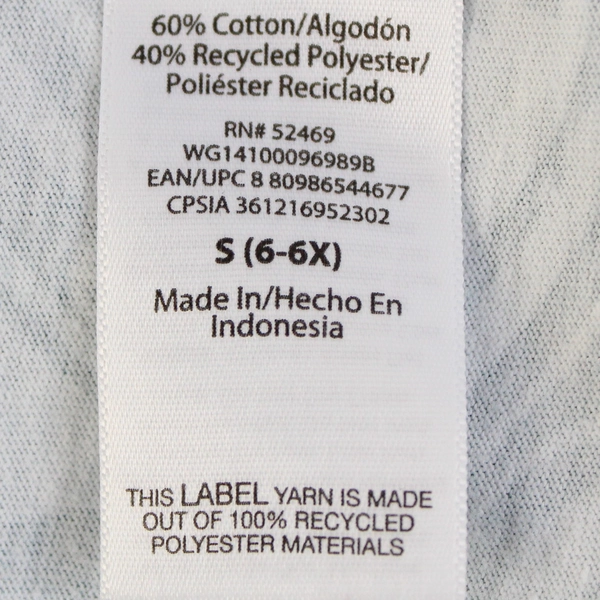 60% Cotton/Algodón
40% Recycled Polyester/
Poliéster Reciclado
RN# 52469
WG14100096989B
EAN/UPC 8 80986544677
CPSIA 361216952302
S (6-6X)
Made In/Hecho En
Indonesia
THIS LABEL YARN IS MADE
OUT OF 100% RECYCLED
POLYESTER MATERIALS